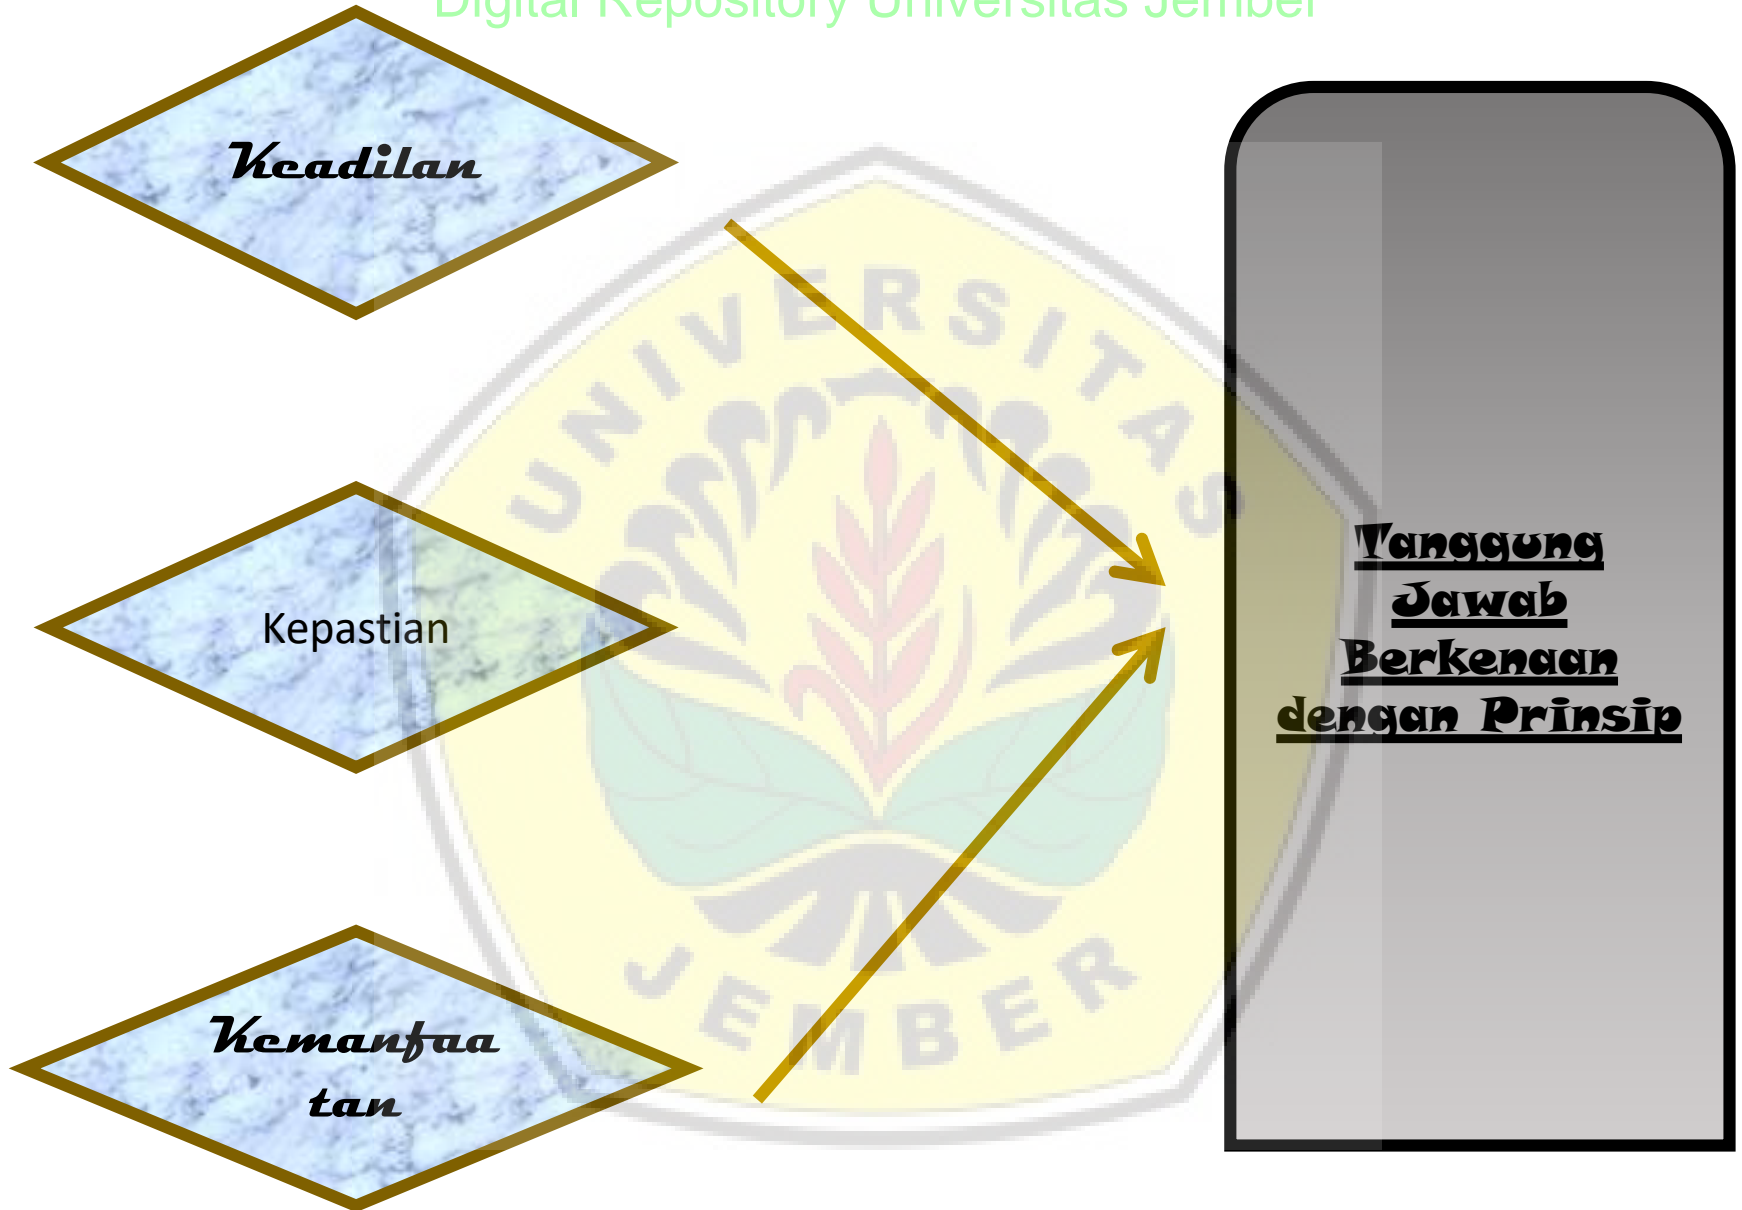 Digital Repository Universitas Jember
Keadilan
Kepastian
Kemanfaa
tan
Tanggung
Jawab
Berkenaan
dengan Prinsip
UNIVERSITAS
JEMBER